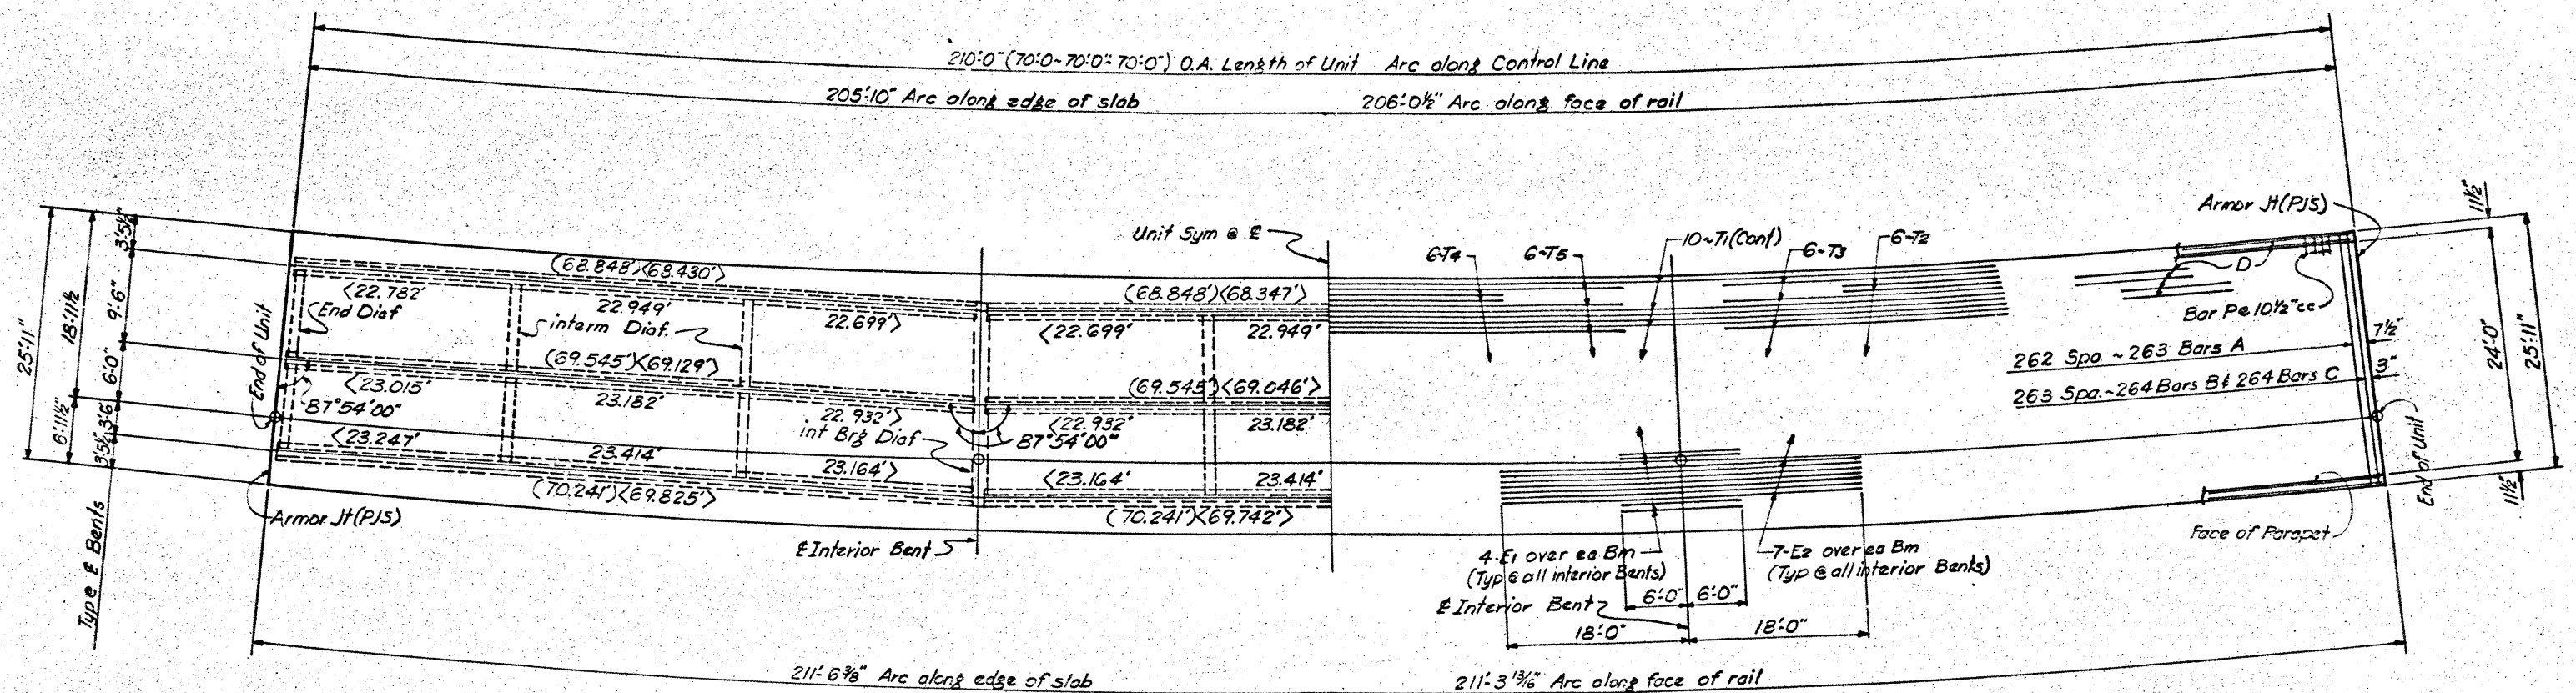 210'-0" (70'-0~70'-0"~70'-0") O.A. Length of Unit Arc along Control Line
205'-10" Arc along edge of slab
206'-0½" Arc along face of rail
Armor Jt (PJS)
11½"
Unit Sym @ ℄
3'-5½"
9'-6"
18'-11½
25'-11"
6'-0"
6'-11½"
3'-6"
3'-5½"
Type @ ℄ Bents
End of Unit
(68.848')<68.430'>
<22.782'
22.949'
22.699'>
End Diaf
interm Diaf.
(69.545')<69.129'>
<23.015'
23.182'
22.932'>
87°54'00"
int Brg Diaf
<23.247'
23.414'
23.164'>
(70.241')<69.825'>
Armor Jt (PJS)
(68.848')<68.347'>
<22.699'
22.949'
(69.545')<69.046'>
<22.932'
23.182'
87°54'00"
<23.164'
23.414'
(70.241')<69.742'>
℄ Interior Bent
6-T4
6-T5
10~T1 (Cont)
6-T3
6-T2
D
Bar P@ 10½"cc
7½"
262 Spa. ~ 263 Bars A
3"
263 Spa.~264 Bars B & 264 Bars C
24'-0"
25'-11"
End of Unit
11½"
Face of Parapet
4-E1 over ea Bm
(Typ @ all interior Bents)
7-E2 over ea Bm
(Typ @ all interior Bents)
℄ Interior Bent
6'-0"
6'-0"
18'-0"
18'-0"
211'-6⅜" Arc along edge of slab
211'-3 13/16" Arc along face of rail